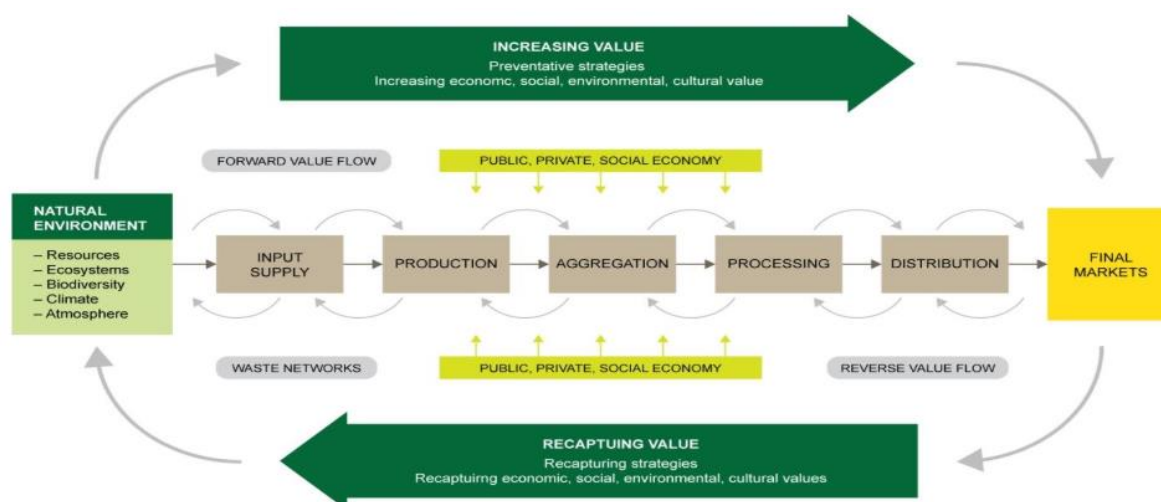 INCREASING VALUE
Preventative strategies
Increasing economc, social, environmental, cultural value
FORWARD VALUE FLOW
PUBLIC, PRIVATE, SOCIAL ECONOMY
NATURAL
ENVIRONMENT
– Resources
– Ecosystems
– Biodiversity
– Climate
– Atmosphere
INPUT
SUPPLY
PRODUCTION
AGGREGATION
PROCESSING
DISTRIBUTION
FINAL
MARKETS
WASTE NETWORKS
PUBLIC, PRIVATE, SOCIAL ECONOMY
REVERSE VALUE FLOW
RECAPTUING VALUE
Recapturing strategies
Recaptuirng economic, social, environmental, cultural values